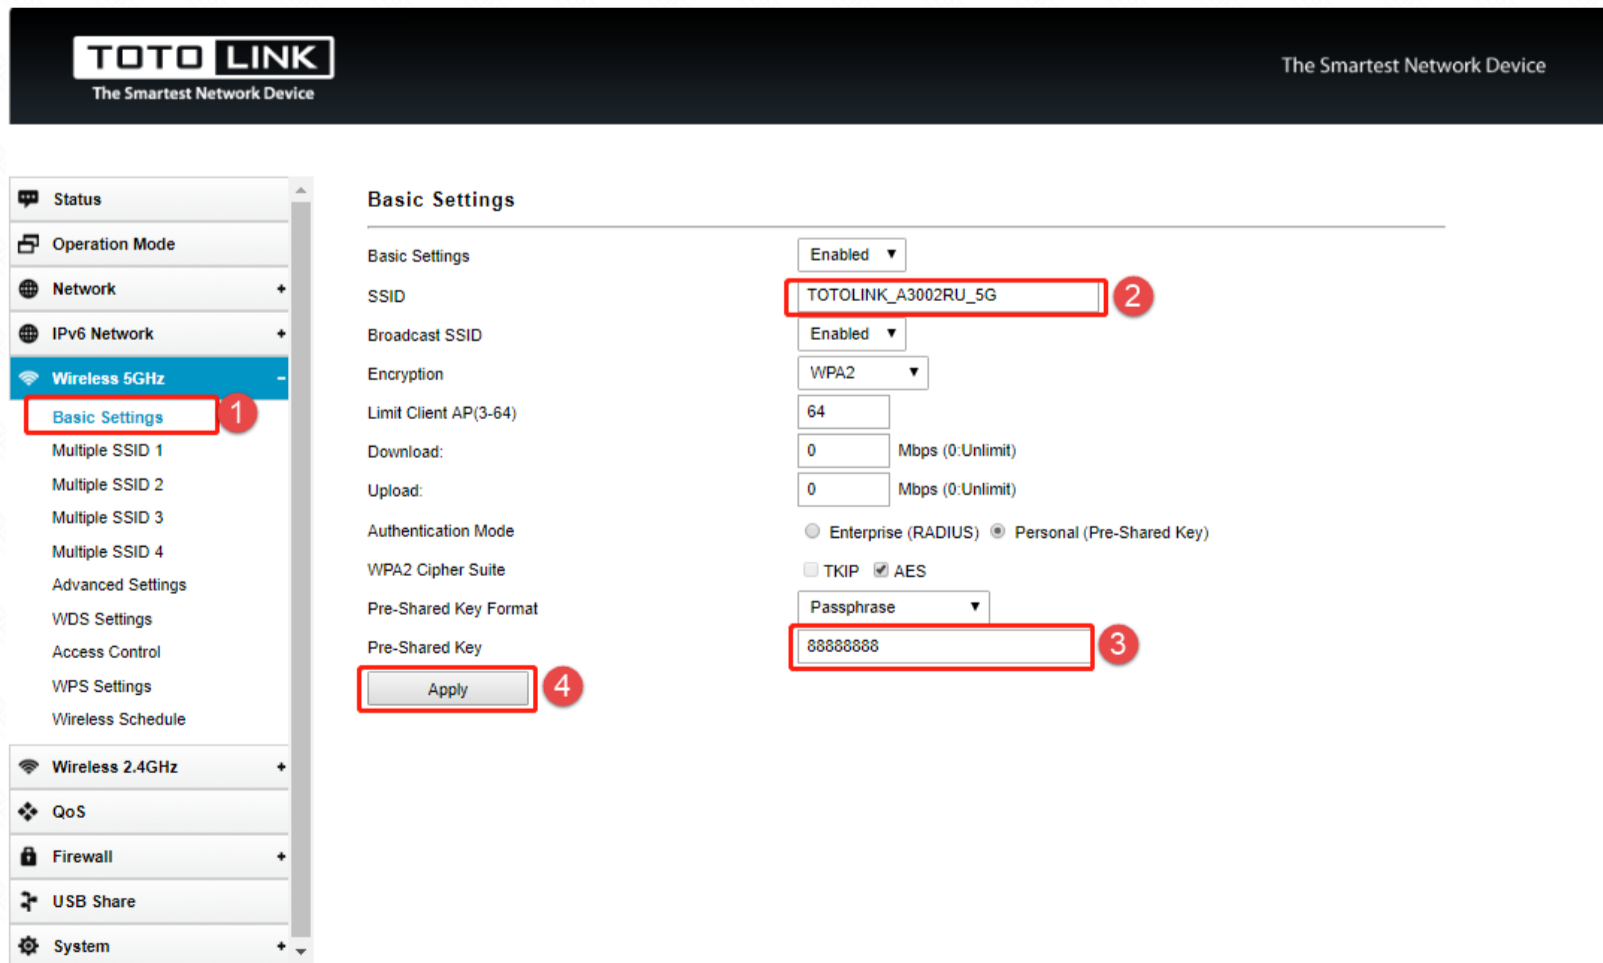 TOTO LINK
The Smartest Network Device
The Smartest Network Device
Status
Operation Mode
Network +
IPv6 Network +
Wireless 5GHz -
Basic Settings 1
Multiple SSID 1
Multiple SSID 2
Multiple SSID 3
Multiple SSID 4
Advanced Settings
WDS Settings
Access Control
WPS Settings
Wireless Schedule
Wireless 2.4GHz +
QoS
Firewall +
USB Share
System +
Basic Settings
Basic Settings Enabled
SSID TOTOLINK_A3002RU_5G 2
Broadcast SSID Enabled
Encryption WPA2
Limit Client AP(3-64) 64
Download: 0 Mbps (0:Unlimit)
Upload: 0 Mbps (0:Unlimit)
Authentication Mode Enterprise (RADIUS) Personal (Pre-Shared Key)
WPA2 Cipher Suite TKIP AES
Pre-Shared Key Format Passphrase
Pre-Shared Key 88888888 3
Apply 4